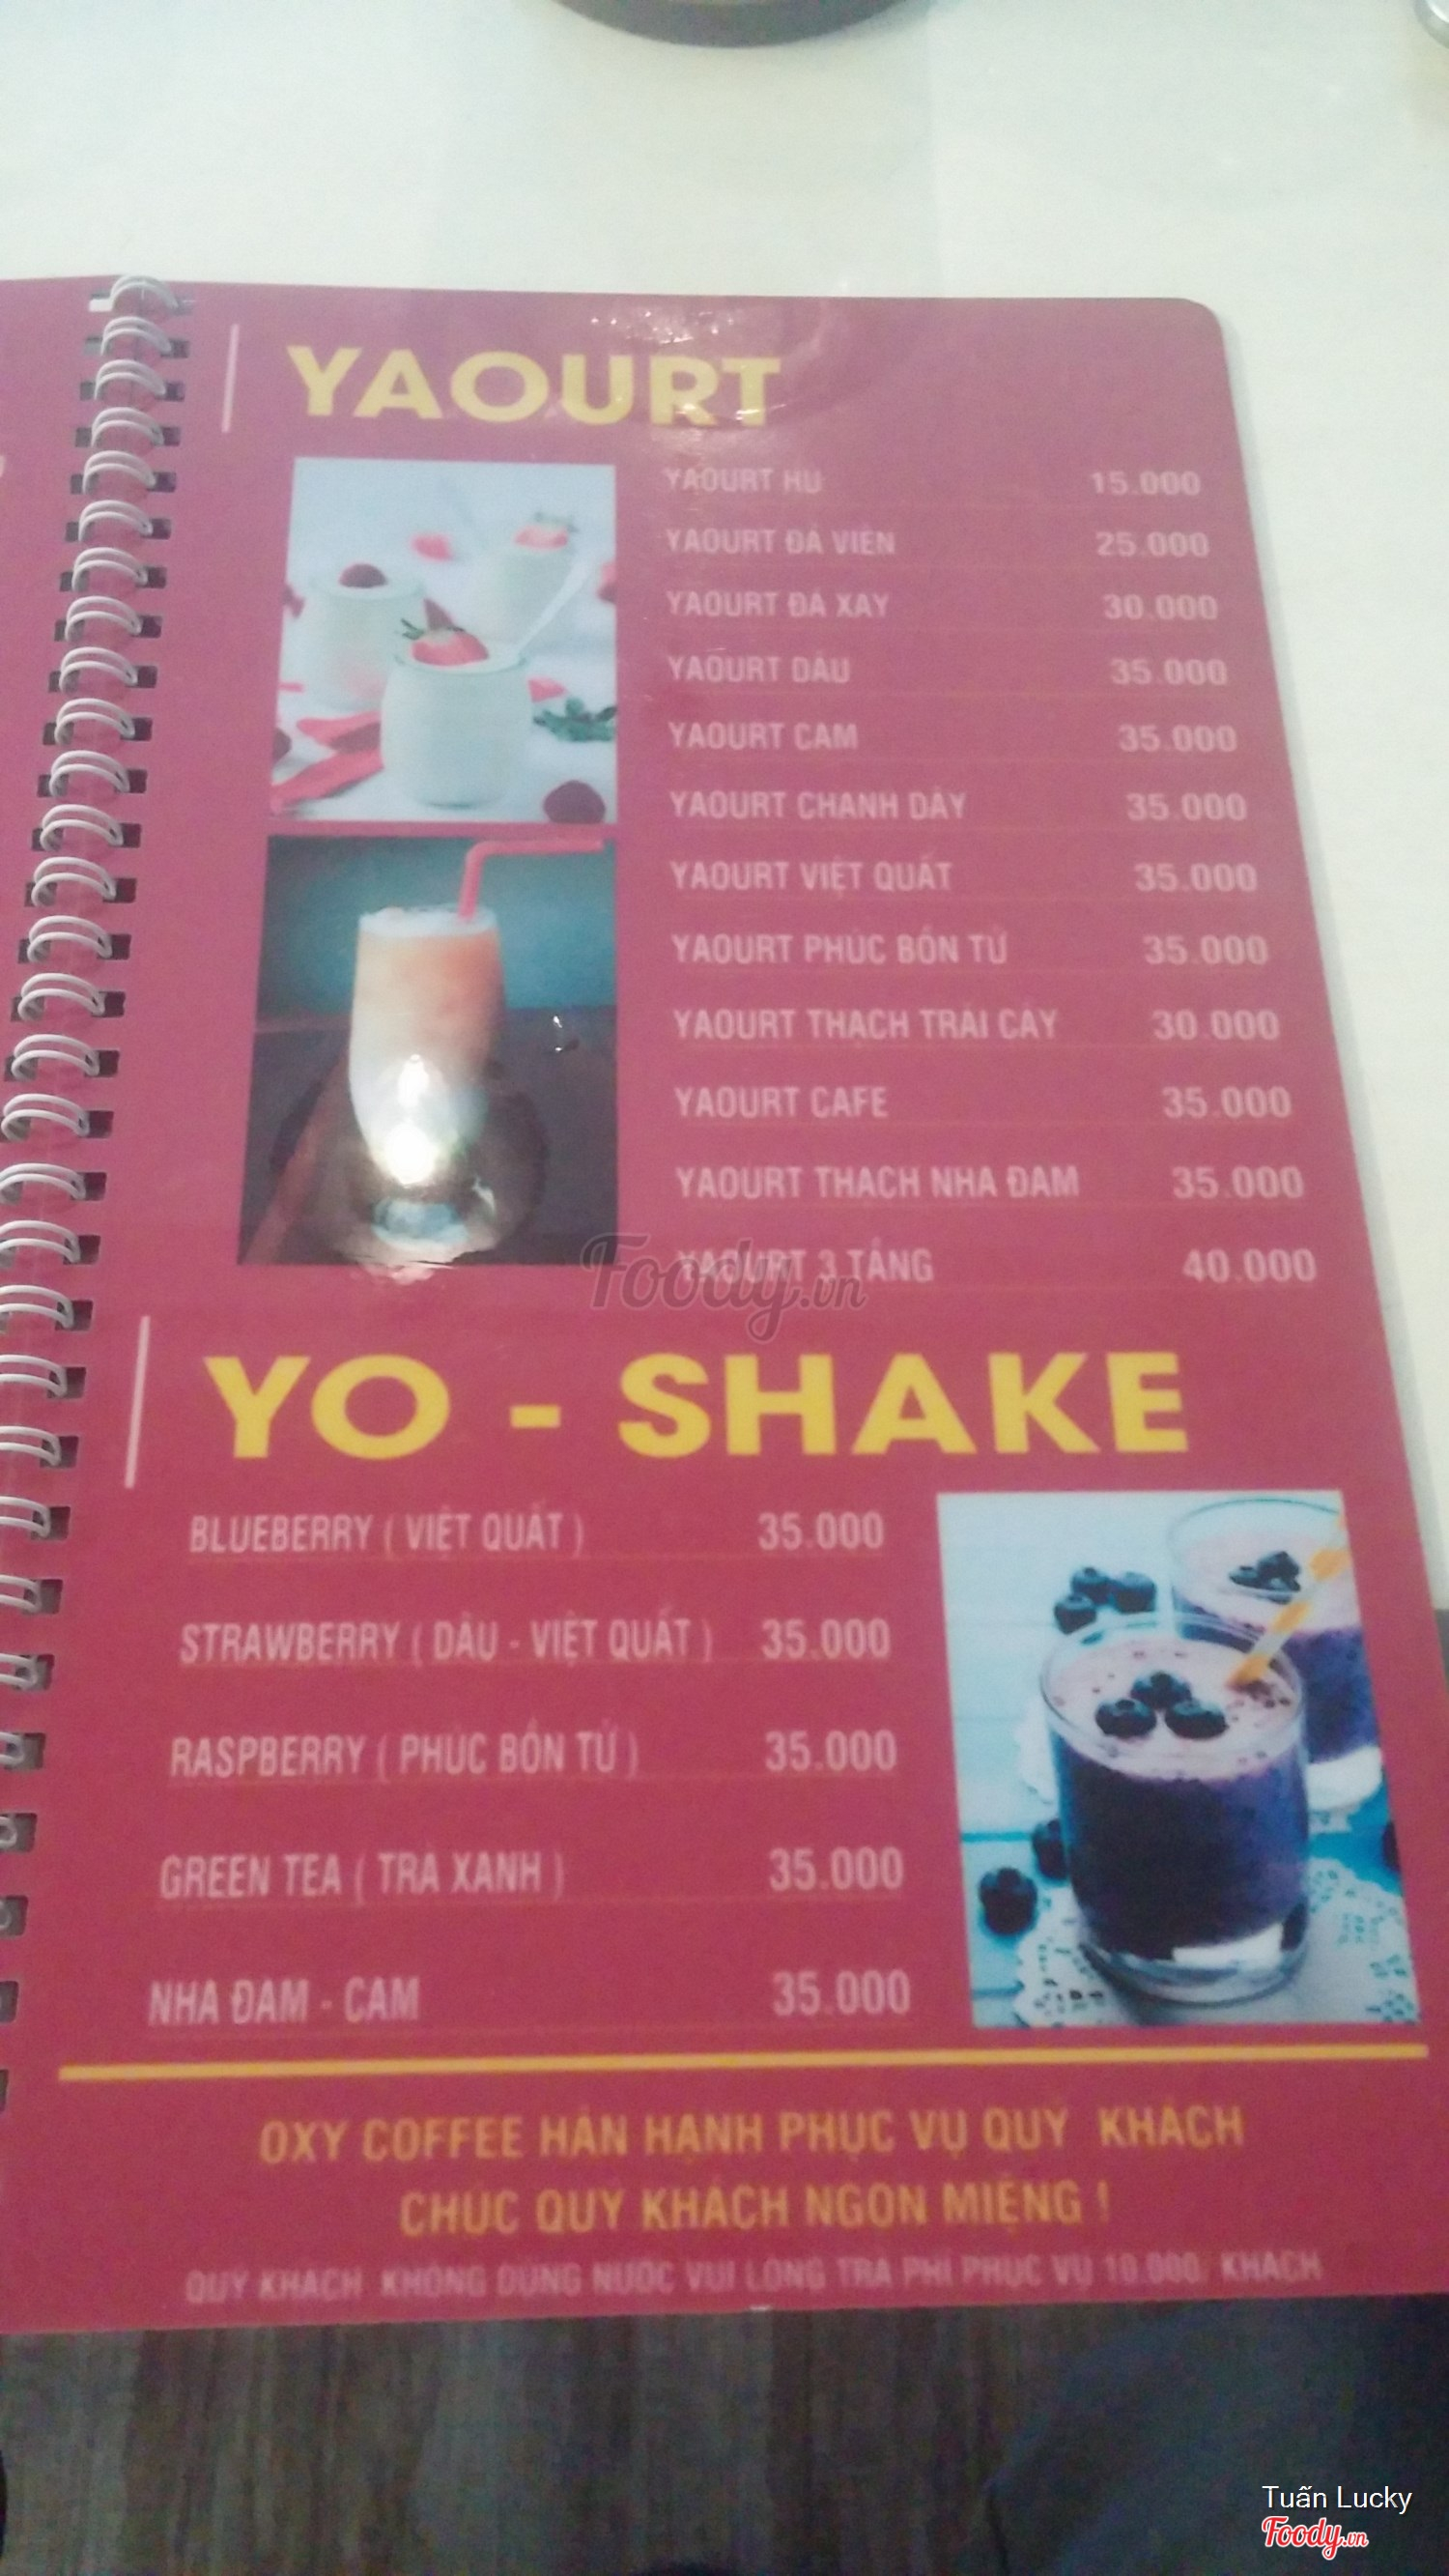 YAOURT
YAOURT HŨ 15.000
YAOURT ĐÁ VIÊN 25.000
YAOURT ĐÁ XAY 30.000
YAOURT DÂU 35.000
YAOURT CAM 35.000
YAOURT CHANH DÂY 35.000
YAOURT VIỆT QUẤT 35.000
YAOURT PHÚC BỒN TỬ 35.000
YAOURT THẠCH TRÁI CÂY 30.000
YAOURT CAFE 35.000
YAOURT THẠCH NHA ĐAM 35.000
YAOURT 3 TẦNG 40.000
Foody.vn
YO - SHAKE
BLUEBERRY ( VIỆT QUẤT ) 35.000
STRAWBERRY ( DÂU - VIỆT QUẤT ) 35.000
RASPBERRY ( PHÚC BỒN TỬ ) 35.000
GREEN TEA ( TRÀ XANH ) 35.000
NHA ĐAM - CAM 35.000
OXY COFFEE HÂN HẠNH PHỤC VỤ QUÝ KHÁCH
CHÚC QUÝ KHÁCH NGON MIỆNG !
QUÝ KHÁCH KHÔNG DÙNG NƯỚC VUI LÒNG TRẢ PHÍ PHỤC VỤ 10.000/ KHÁCH
Tuấn Lucky
Foody.vn